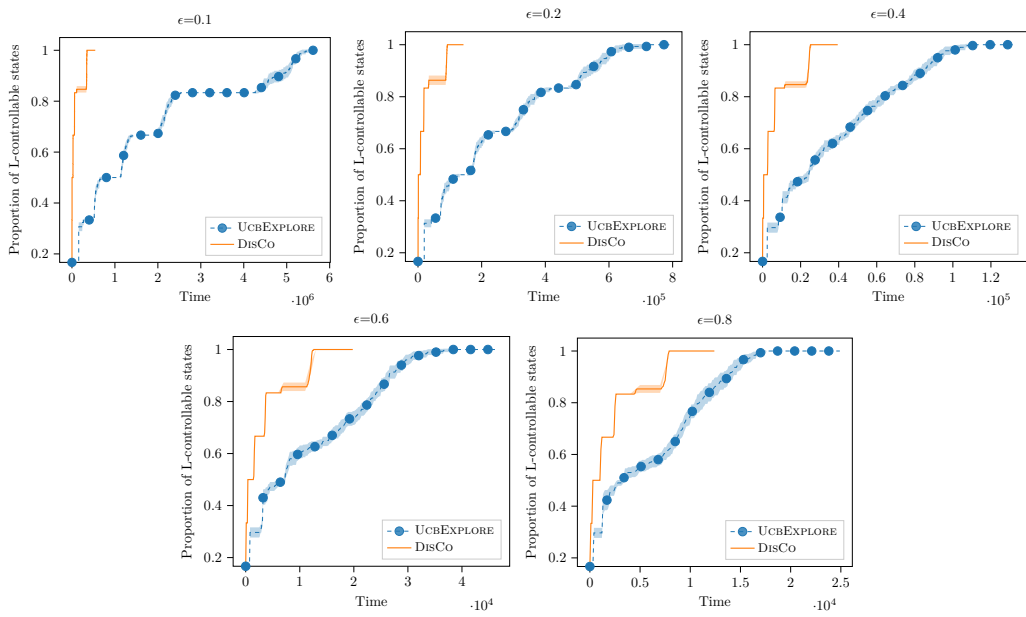 ϵ=0.1
Proportion of L-controllable states
1
0.8
0.6
0.4
0.2
0
1
2
3
4
5
6
Time
·10⁶
UcbExplore
DisCo
ϵ=0.2
Proportion of L-controllable states
1
0.8
0.6
0.4
0.2
0
2
4
6
8
Time
·10⁵
UcbExplore
DisCo
ϵ=0.4
Proportion of L-controllable states
1
0.8
0.6
0.4
0.2
0
0.2
0.4
0.6
0.8
1
1.2
Time
·10⁵
UcbExplore
DisCo
ϵ=0.6
Proportion of L-controllable states
1
0.8
0.6
0.4
0.2
0
1
2
3
4
Time
·10⁴
UcbExplore
DisCo
ϵ=0.8
Proportion of L-controllable states
1
0.8
0.6
0.4
0.2
0
0.5
1
1.5
2
2.5
Time
·10⁴
UcbExplore
DisCo